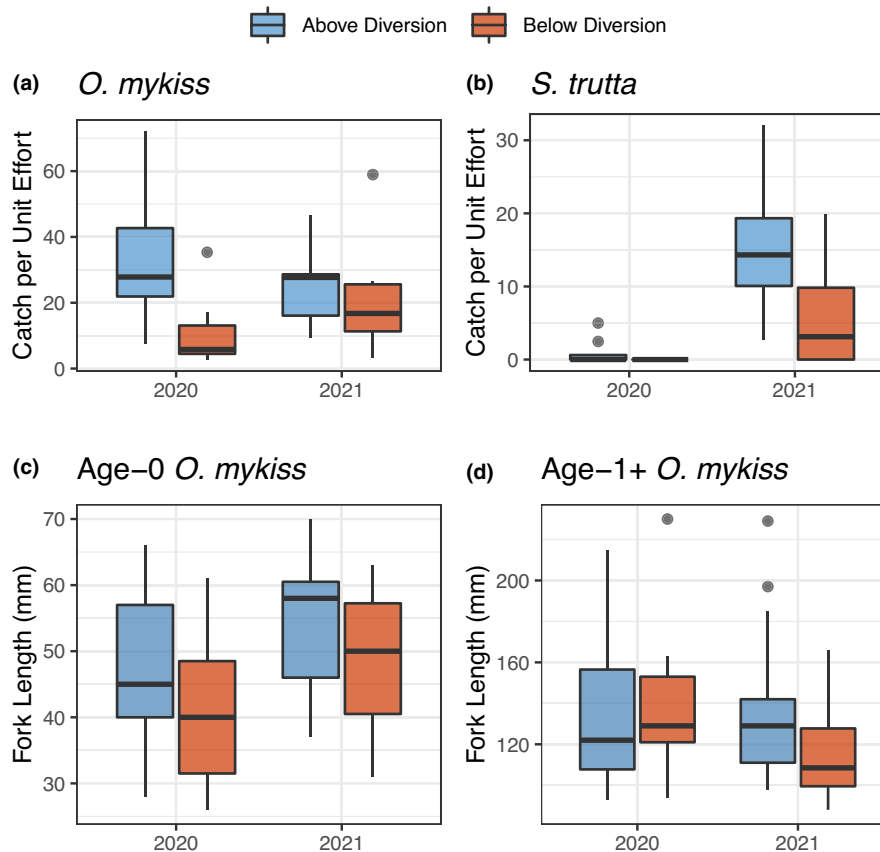 Above Diversion Below Diversion
(a) O. mykiss
Catch per Unit Effort
60
40
20
0
2020 2021
(b) S. trutta
Catch per Unit Effort
30
20
10
0
2020 2021
(c) Age−0 O. mykiss
Fork Length (mm)
70
60
50
40
30
2020 2021
(d) Age−1+ O. mykiss
Fork Length (mm)
200
160
120
2020 2021